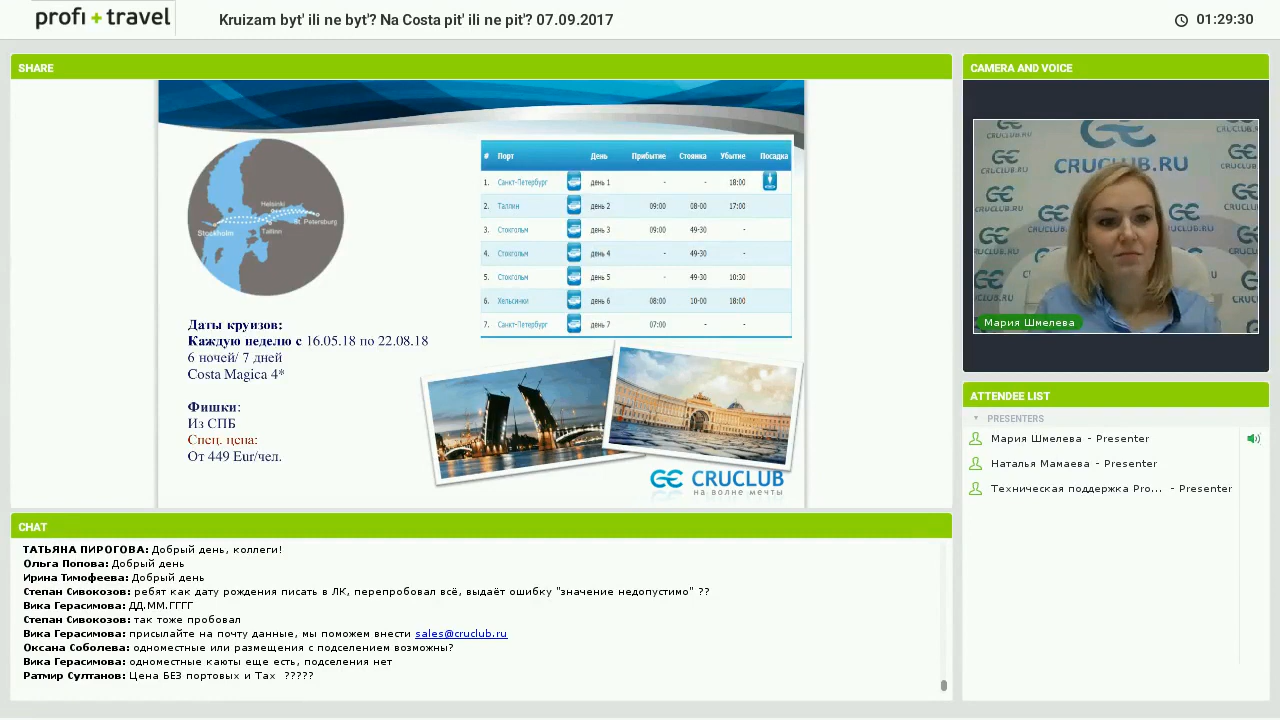 profi + travel
Kruizam byt' ili ne byt'? Na Costa pit' ili ne pit'? 07.09.2017
01:29:30
SHARE
Helsinki
St. Petersburg
Stockholm
Tallinn
# Порт День Прибытие Стоянка Убытие Посадка
1. Санкт-Петербург день 1 - - 18:00
2. Таллин день 2 09:00 08-00 17:00
3. Стокгольм день 3 09:00 49-30 -
4. Стокгольм день 4 - 49-30 -
5. Стокгольм день 5 - 49-30 10:30
6. Хельсинки день 6 08:00 10-00 18:00
7. Санкт-Петербург день 7 07:00 - -
Даты круизов:
Каждую неделю с 16.05.18 по 22.08.18
6 ночей/ 7 дней
Costa Magica 4*
Фишки:
Из СПБ
Спец. цена:
От 449 Eur/чел.
CRUCLUB
на волне мечты
CAMERA AND VOICE
CRUCLUB.RU
Мария Шмелева
ATTENDEE LIST
PRESENTERS
Мария Шмелева - Presenter
Наталья Мамаева - Presenter
Техническая поддержка Pro... - Presenter
CHAT
ТАТЬЯНА ПИРОГОВА: Добрый день, коллеги!
Ольга Попова: Добрый день
Ирина Тимофеева: Добрый день
Степан Сивокозов: ребят как дату рождения писать в ЛК, перепробовал всё, выдаёт ошибку "значение недопустимо" ??
Вика Герасимова: ДД.ММ.ГГГГ
Степан Сивокозов: так тоже пробовал
Вика Герасимова: присылайте на почту данные, мы поможем внести sales@cruclub.ru
Оксана Соболева: одноместные или размещения с подселением возможны?
Вика Герасимова: одноместные каюты еще есть, подселения нет
Ратмир Султанов: Цена БЕЗ портовых и Тах ?????